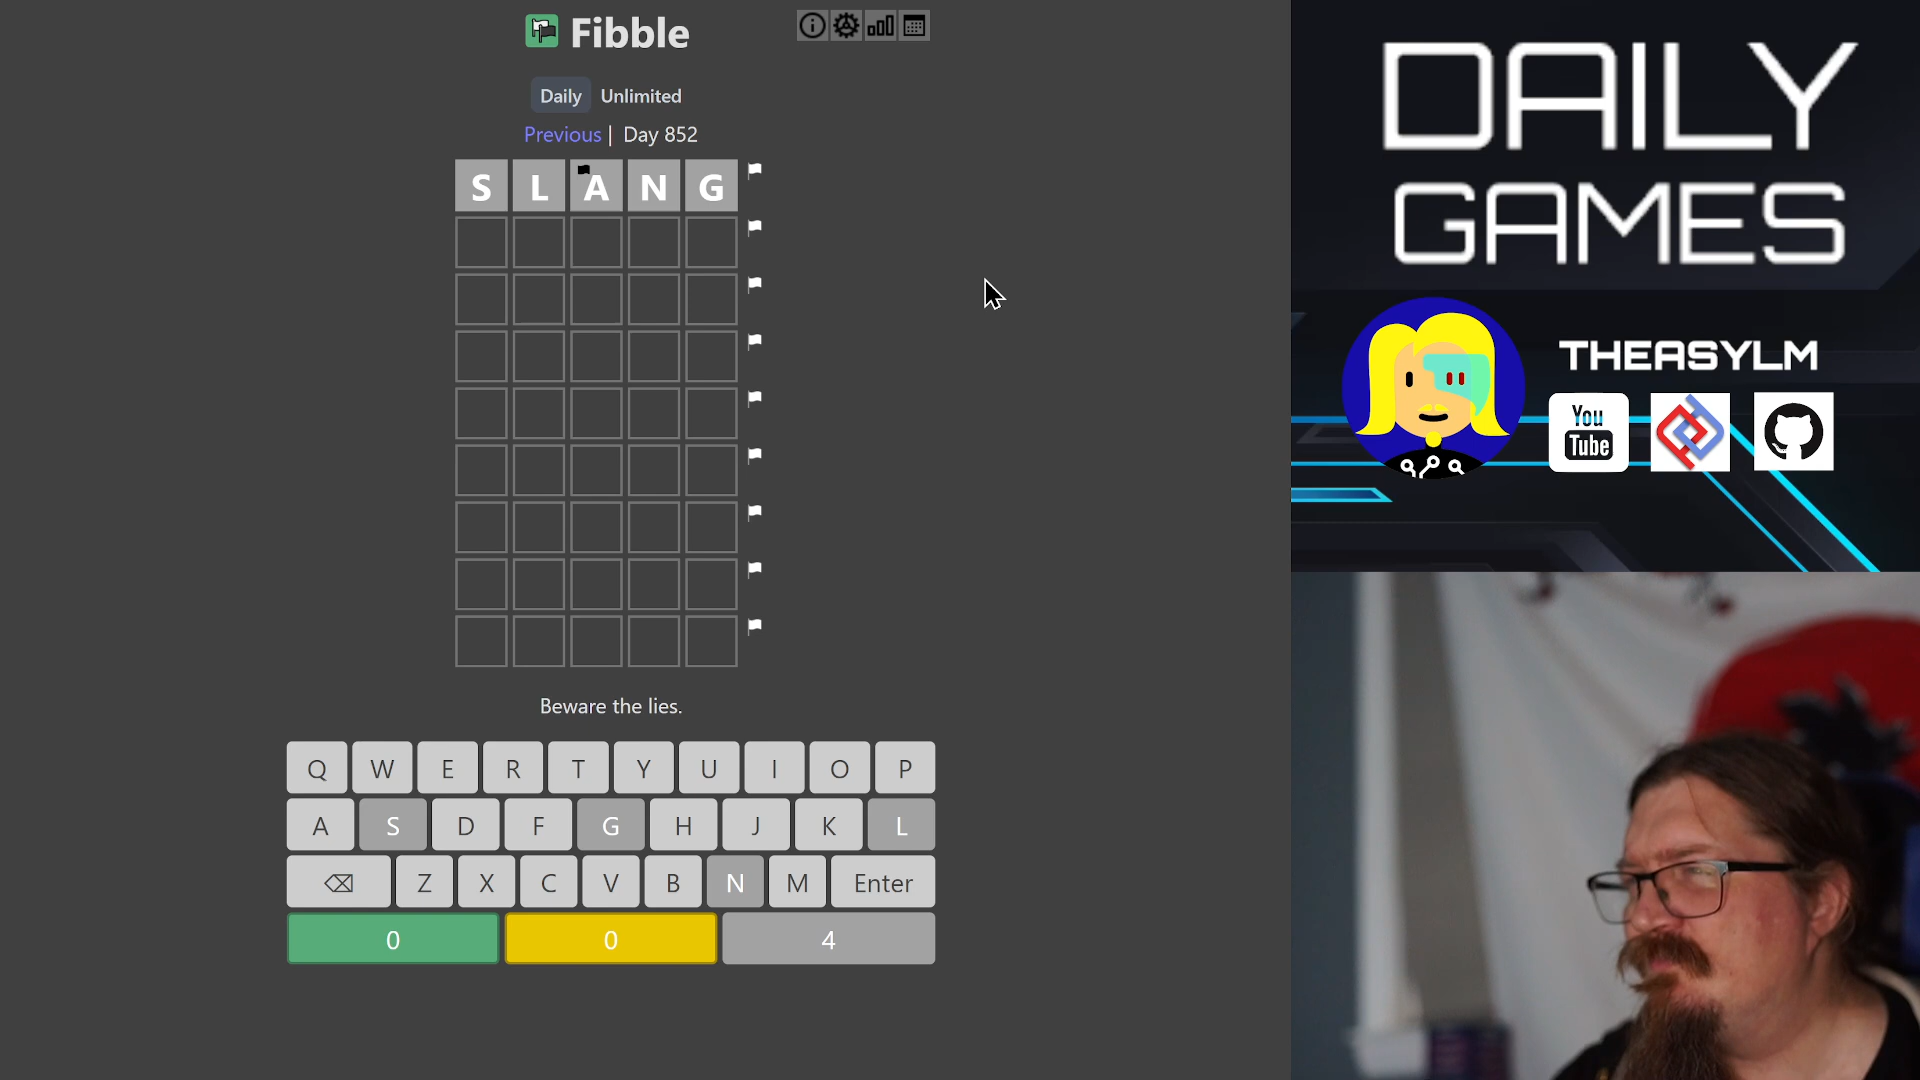 Fibble
Daily Unlimited
Previous | Day 852
S L A N G
Beware the lies.
Q W E R T Y U I O P
A S D F G H J K L
⌫ Z X C V B N M Enter
0 0 4
DAILY
GAMES
THEASYLM
You
Tube